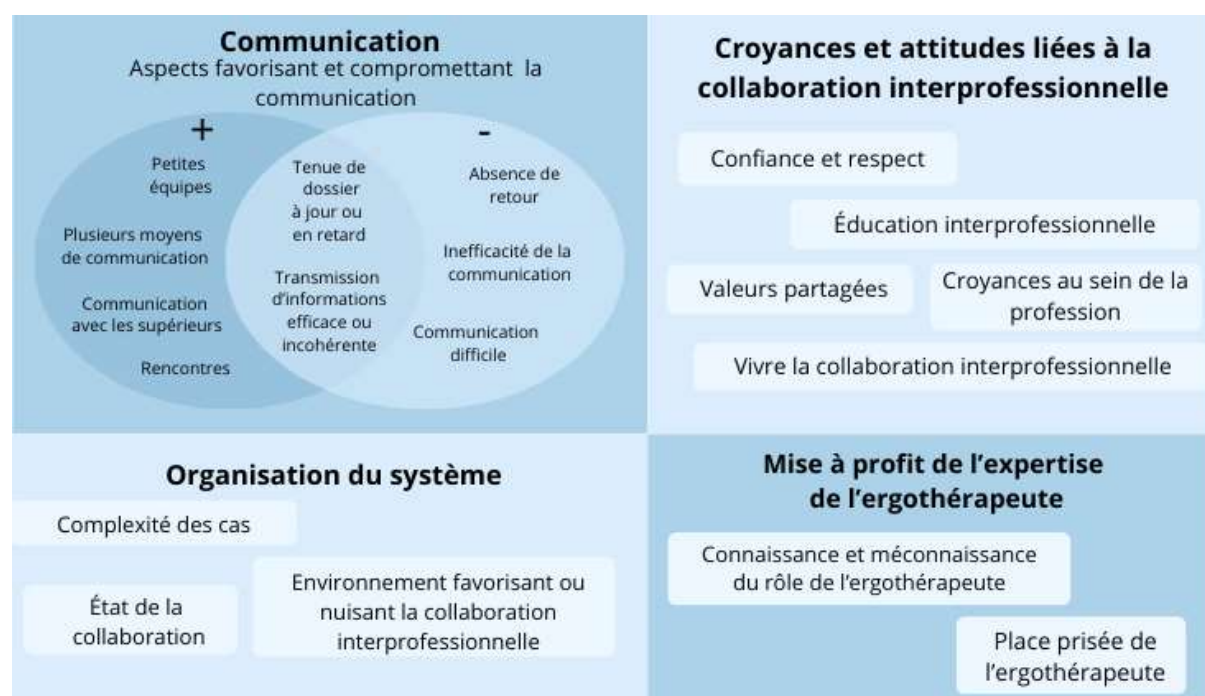 Communication
Aspects favorisant et compromettant la
communication
+
Petites
équipes
Plusieurs moyens
de communication
Communication
avec les supérieurs
Rencontres
Tenue de
dossier
à jour ou
en retard
Transmission
d'informations
efficace ou
incohérente
-
Absence de
retour
Inefficacité de la
communication
Communication
difficile
Croyances et attitudes liées à la
collaboration interprofessionnelle
Confiance et respect
Éducation interprofessionnelle
Valeurs partagées
Croyances au sein de la
profession
Vivre la collaboration interprofessionnelle
Organisation du système
Complexité des cas
État de la
collaboration
Environnement favorisant ou
nuisant la collaboration
interprofessionnelle
Mise à profit de l'expertise
de l'ergothérapeute
Connaissance et méconnaissance
du rôle de l'ergothérapeute
Place prisée de
l'ergothérapeute